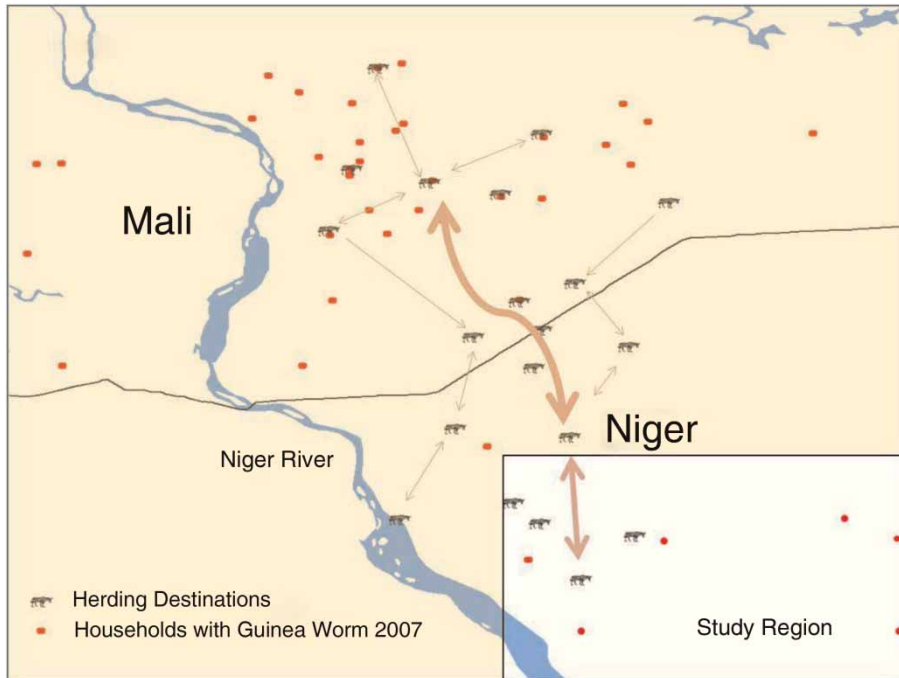 Mali
Niger
Niger River
Herding Destinations
Households with Guinea Worm 2007
Study Region